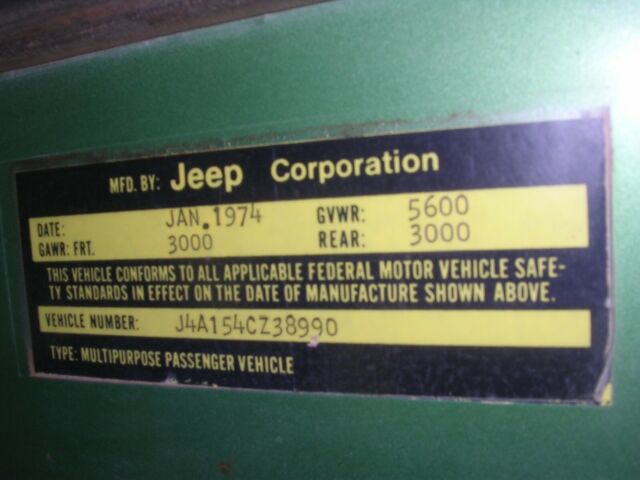 MFD. BY: Jeep Corporation
DATE: JAN.1974 GVWR: 5600
GAWR: FRT. 3000 REAR: 3000
THIS VEHICLE CONFORMS TO ALL APPLICABLE FEDERAL MOTOR VEHICLE SAFE-
TY STANDARDS IN EFFECT ON THE DATE OF MANUFACTURE SHOWN ABOVE.
VEHICLE NUMBER: J4A154CZ38990
TYPE: MULTIPURPOSE PASSENGER VEHICLE